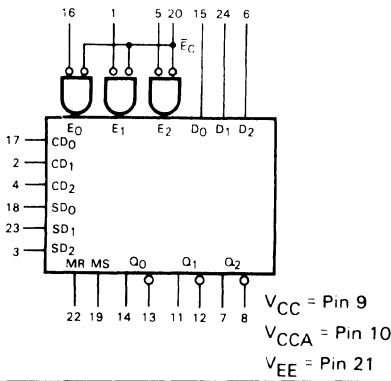 16 1 5 20 15 24 6
E̅C
E0 E1 E2 D0 D1 D2
17 CD0
2 CD1
4 CD2
18 SD0
23 SD1
3 SD2
MR MS Q0 Q1 Q2
22 19 14 13 11 12 7 8
VCC = Pin 9
VCCA = Pin 10
VEE = Pin 21